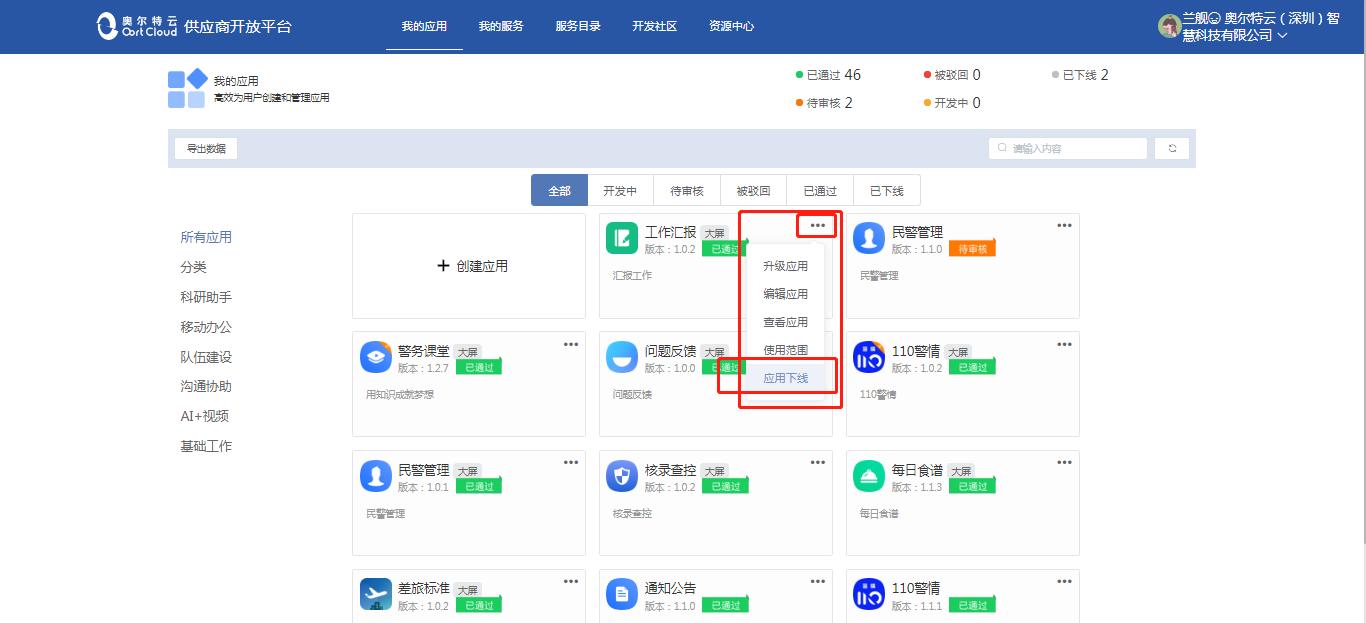 奥尔特云
OortCloud
供应商开放平台
我的应用
我的服务
服务目录
开发社区
资源中心
兰舰 奥尔特云（深圳）智
慧科技有限公司
我的应用
高效为用户创建和管理应用
已通过 46
被驳回 0
已下线 2
待审核 2
开发中 0
导出数据
请输入内容
全部
开发中
待审核
被驳回
已通过
已下线
所有应用
分类
科研助手
移动办公
队伍建设
沟通协助
AI+视频
基础工作
+ 创建应用
工作汇报 大屏
版本：1.0.2 已通过
汇报工作
升级应用
编辑应用
查看应用
使用范围
应用下线
民警管理
版本：1.1.0 待审核
民警管理
警务课堂 大屏
版本：1.2.7 已通过
用知识成就梦想
问题反馈 大屏
版本：1.0.0 已通过
问题反馈
110警情 大屏
版本：1.0.2 已通过
110警情
民警管理 大屏
版本：1.0.1 已通过
民警管理
核录查控 大屏
版本：1.0.2 已通过
核录查控
每日食谱 大屏
版本：1.1.3 已通过
每日食谱
差旅标准 大屏
版本：1.0.2 已通过
通知公告
版本：1.1.0 已通过
110警情
版本：1.1.1 已通过